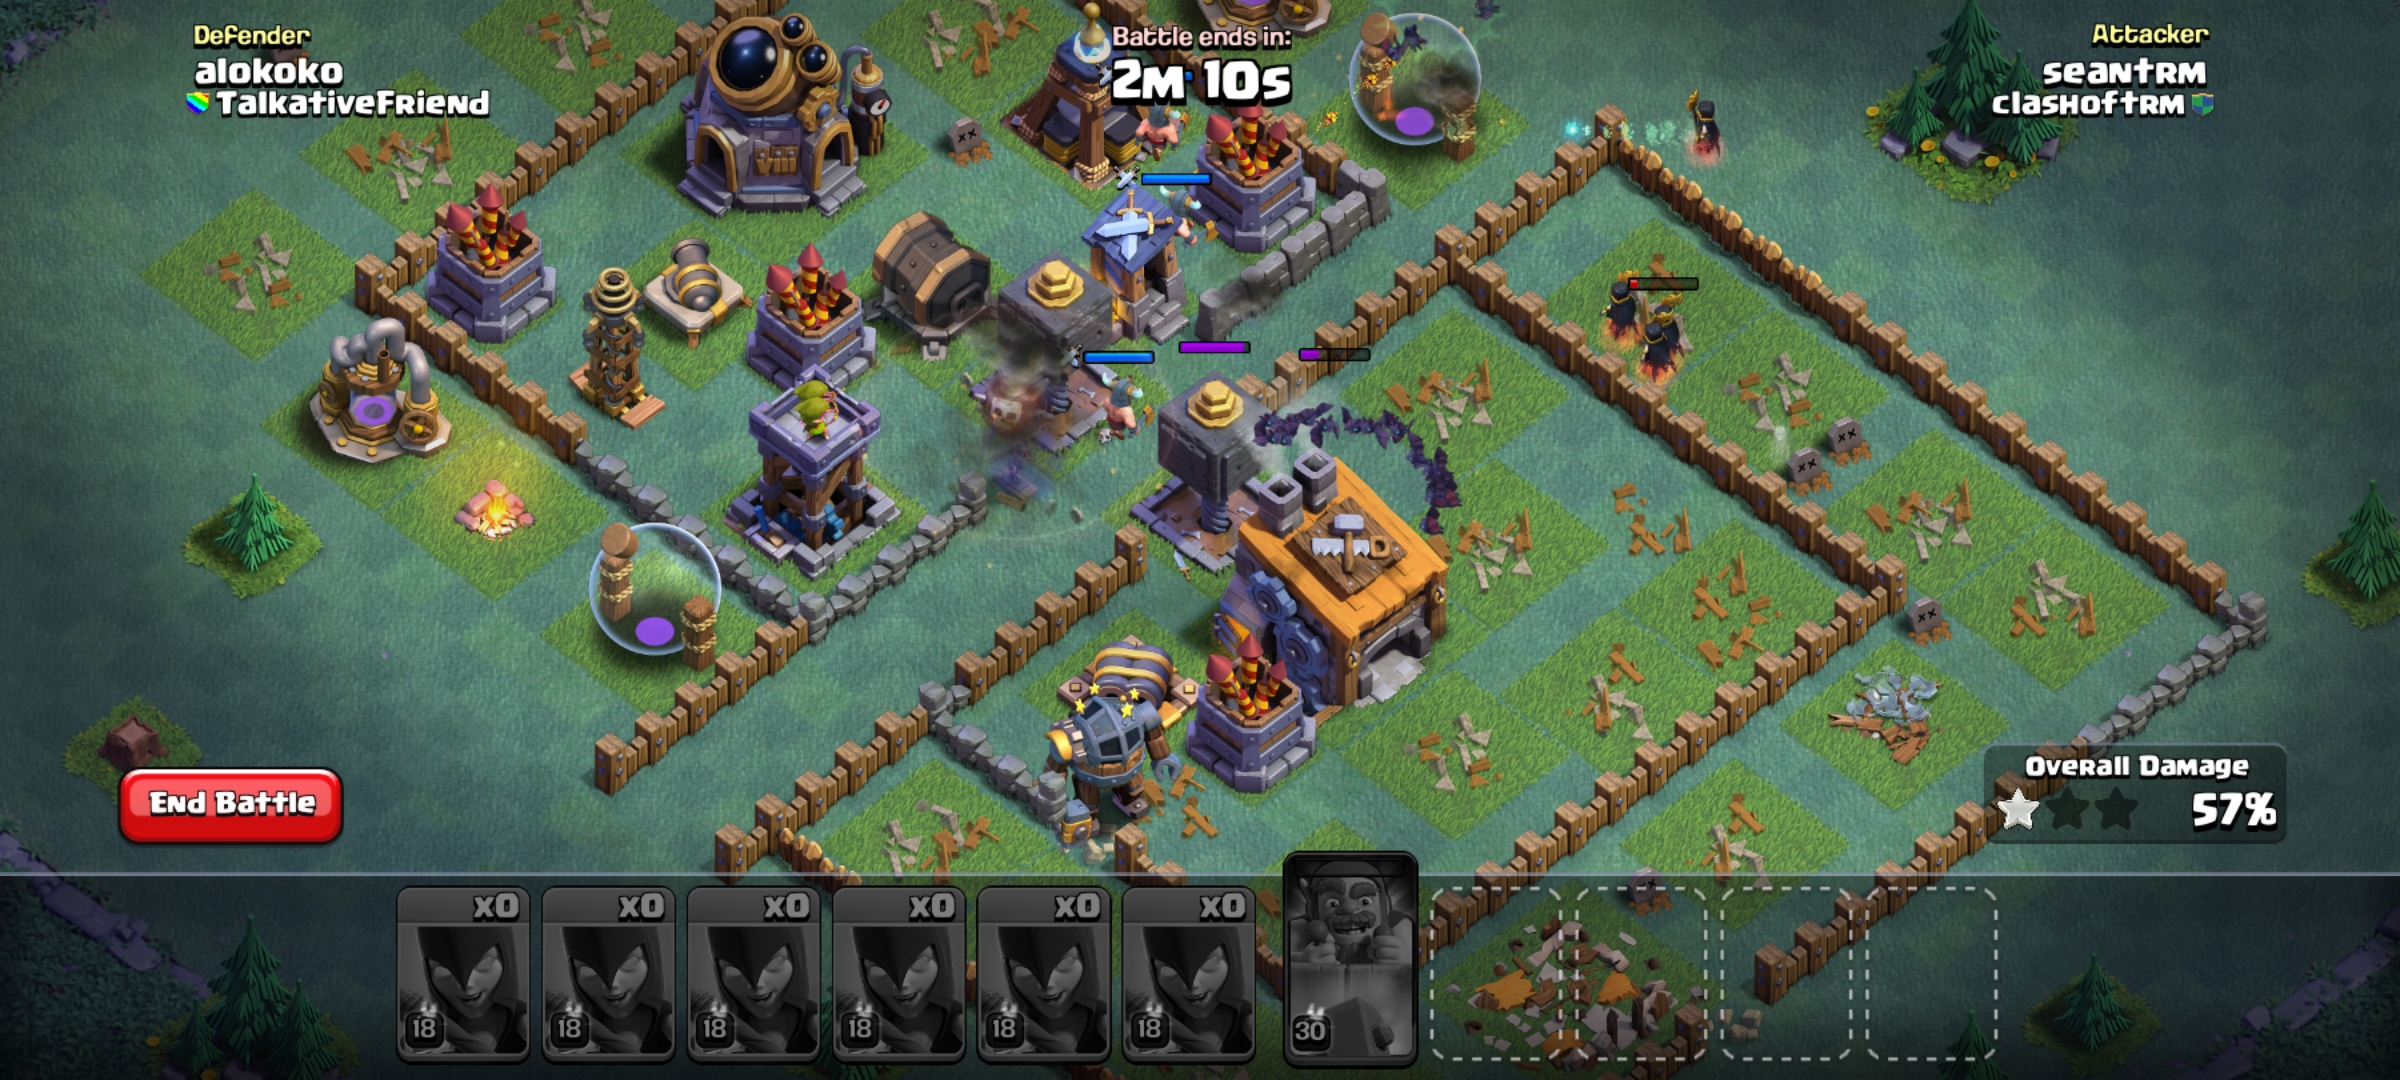 Defender
alokoko
TalkativeFriend
Battle ends in:
2M 10s
Attacker
seantRM
clashoftRM
End Battle
Overall Damage
57%
x0
x0
x0
x0
x0
x0
18
18
18
18
18
18
30